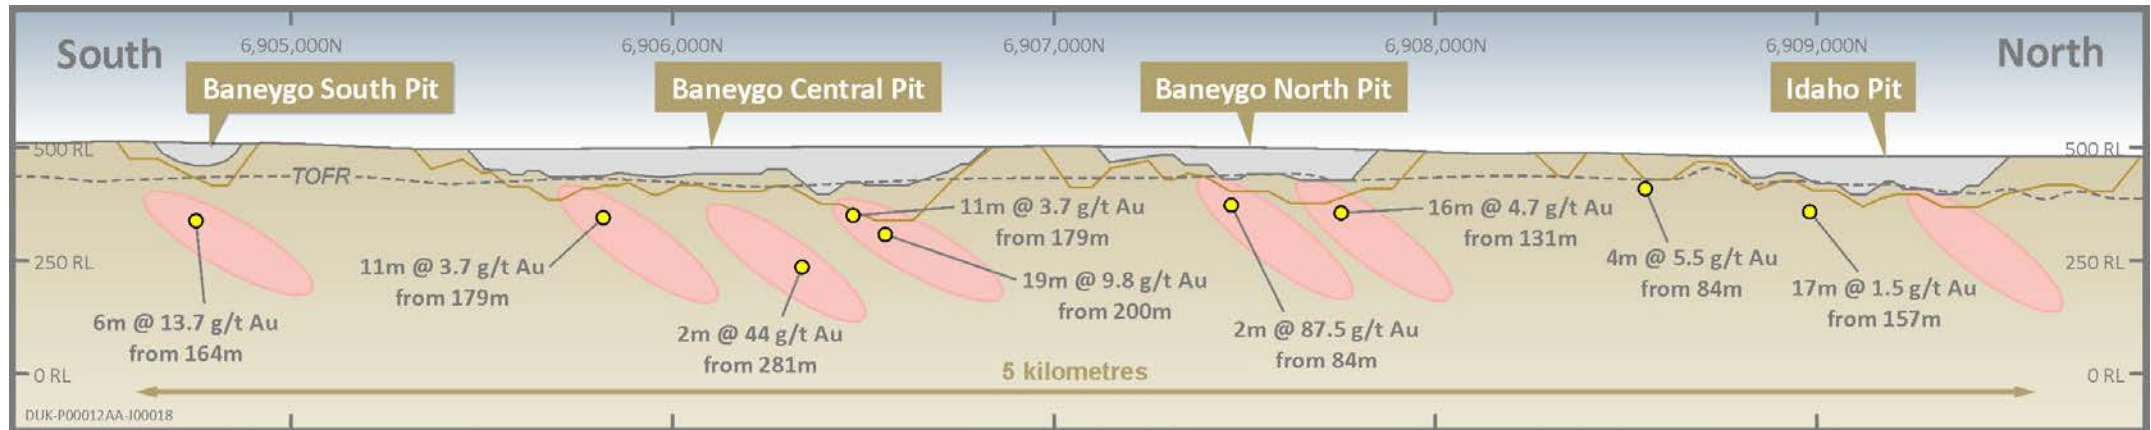 South
6,905,000N
6,906,000N
6,907,000N
6,908,000N
6,909,000N
North
Baneygo South Pit
Baneygo Central Pit
Baneygo North Pit
Idaho Pit
500 RL
500 RL
TOFR
250 RL
250 RL
0 RL
0 RL
6m @ 13.7 g/t Au
from 164m
11m @ 3.7 g/t Au
from 179m
2m @ 44 g/t Au
from 281m
11m @ 3.7 g/t Au
from 179m
19m @ 9.8 g/t Au
from 200m
2m @ 87.5 g/t Au
from 84m
16m @ 4.7 g/t Au
from 131m
4m @ 5.5 g/t Au
from 84m
17m @ 1.5 g/t Au
from 157m
5 kilometres
DUK-P00012AA-J00018